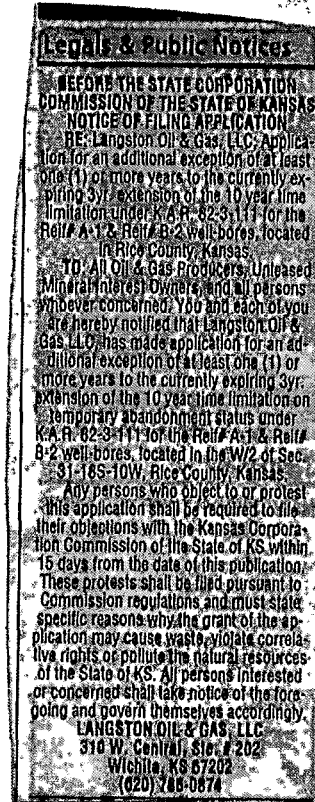 Legals & Public Notices
BEFORE THE STATE CORPORATION
COMMISSION OF THE STATE OF KANSAS
NOTICE OF FILING APPLICATION
RE: Langston Oil & Gas, LLC; Applica-
tion for an additional exception of at least
one (1) or more years to the currently ex-
piring 3yr. extension of the 10 year time
limitation under K.A.R. 82-3-111 for the
Reif# A-1 & Reif# B-2 well-bores, located
in Rice County, Kansas.
TO: All Oil & Gas Producers, Unleased
Mineral Interest Owners, and all persons
whoever concerned. You and each of you
are hereby notified that Langston Oil &
Gas LLC, has made application for an ad-
ditional exception of at least one (1) or
more years to the currently expiring 3yr.
extension of the 10 year time limitation on
temporary abandonment status under
K.A.R. 82-3-111 for the Reif# A-1 & Reif#
B-2 well-bores, located in the W/2 of Sec.
31-18S-10W, Rice County, Kansas.
Any persons who object to or protest
this application shall be required to file
their objections with the Kansas Corpora-
tion Commission of the State of KS within
15 days from the date of this publication.
These protests shall be filed pursuant to
Commission regulations and must state
specific reasons why the grant of the ap-
plication may cause waste, violate correla-
tive rights or pollute the natural resources
of the State of KS. All persons interested
or concerned shall take notice of the fore-
going and govern themselves accordingly.
LANGSTON OIL & GAS, LLC
310 W. Central, Ste. # 202
Wichita, KS 67202
(620) 786-0874